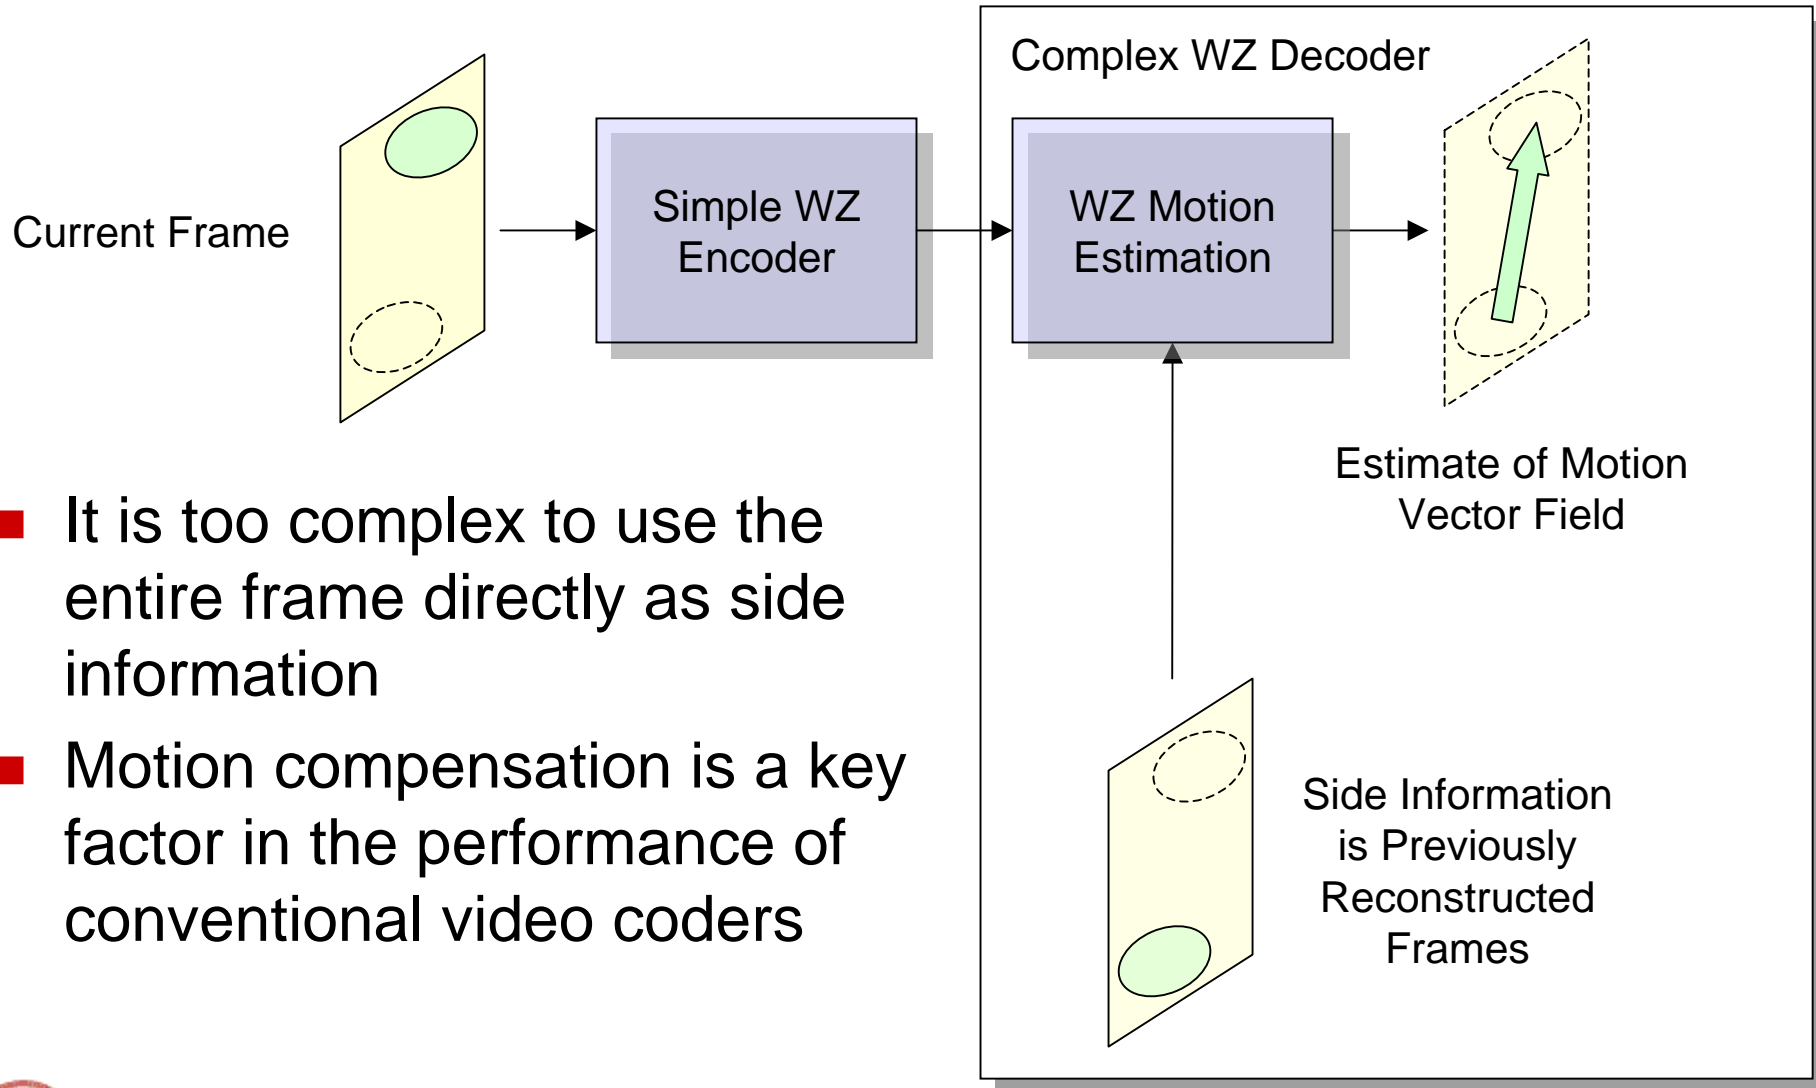 Complex WZ Decoder
Current Frame
Simple WZ
Encoder
WZ Motion
Estimation
Estimate of Motion
Vector Field
It is too complex to use the
entire frame directly as side
information
Motion compensation is a key
factor in the performance of
conventional video coders
Side Information
is Previously
Reconstructed
Frames